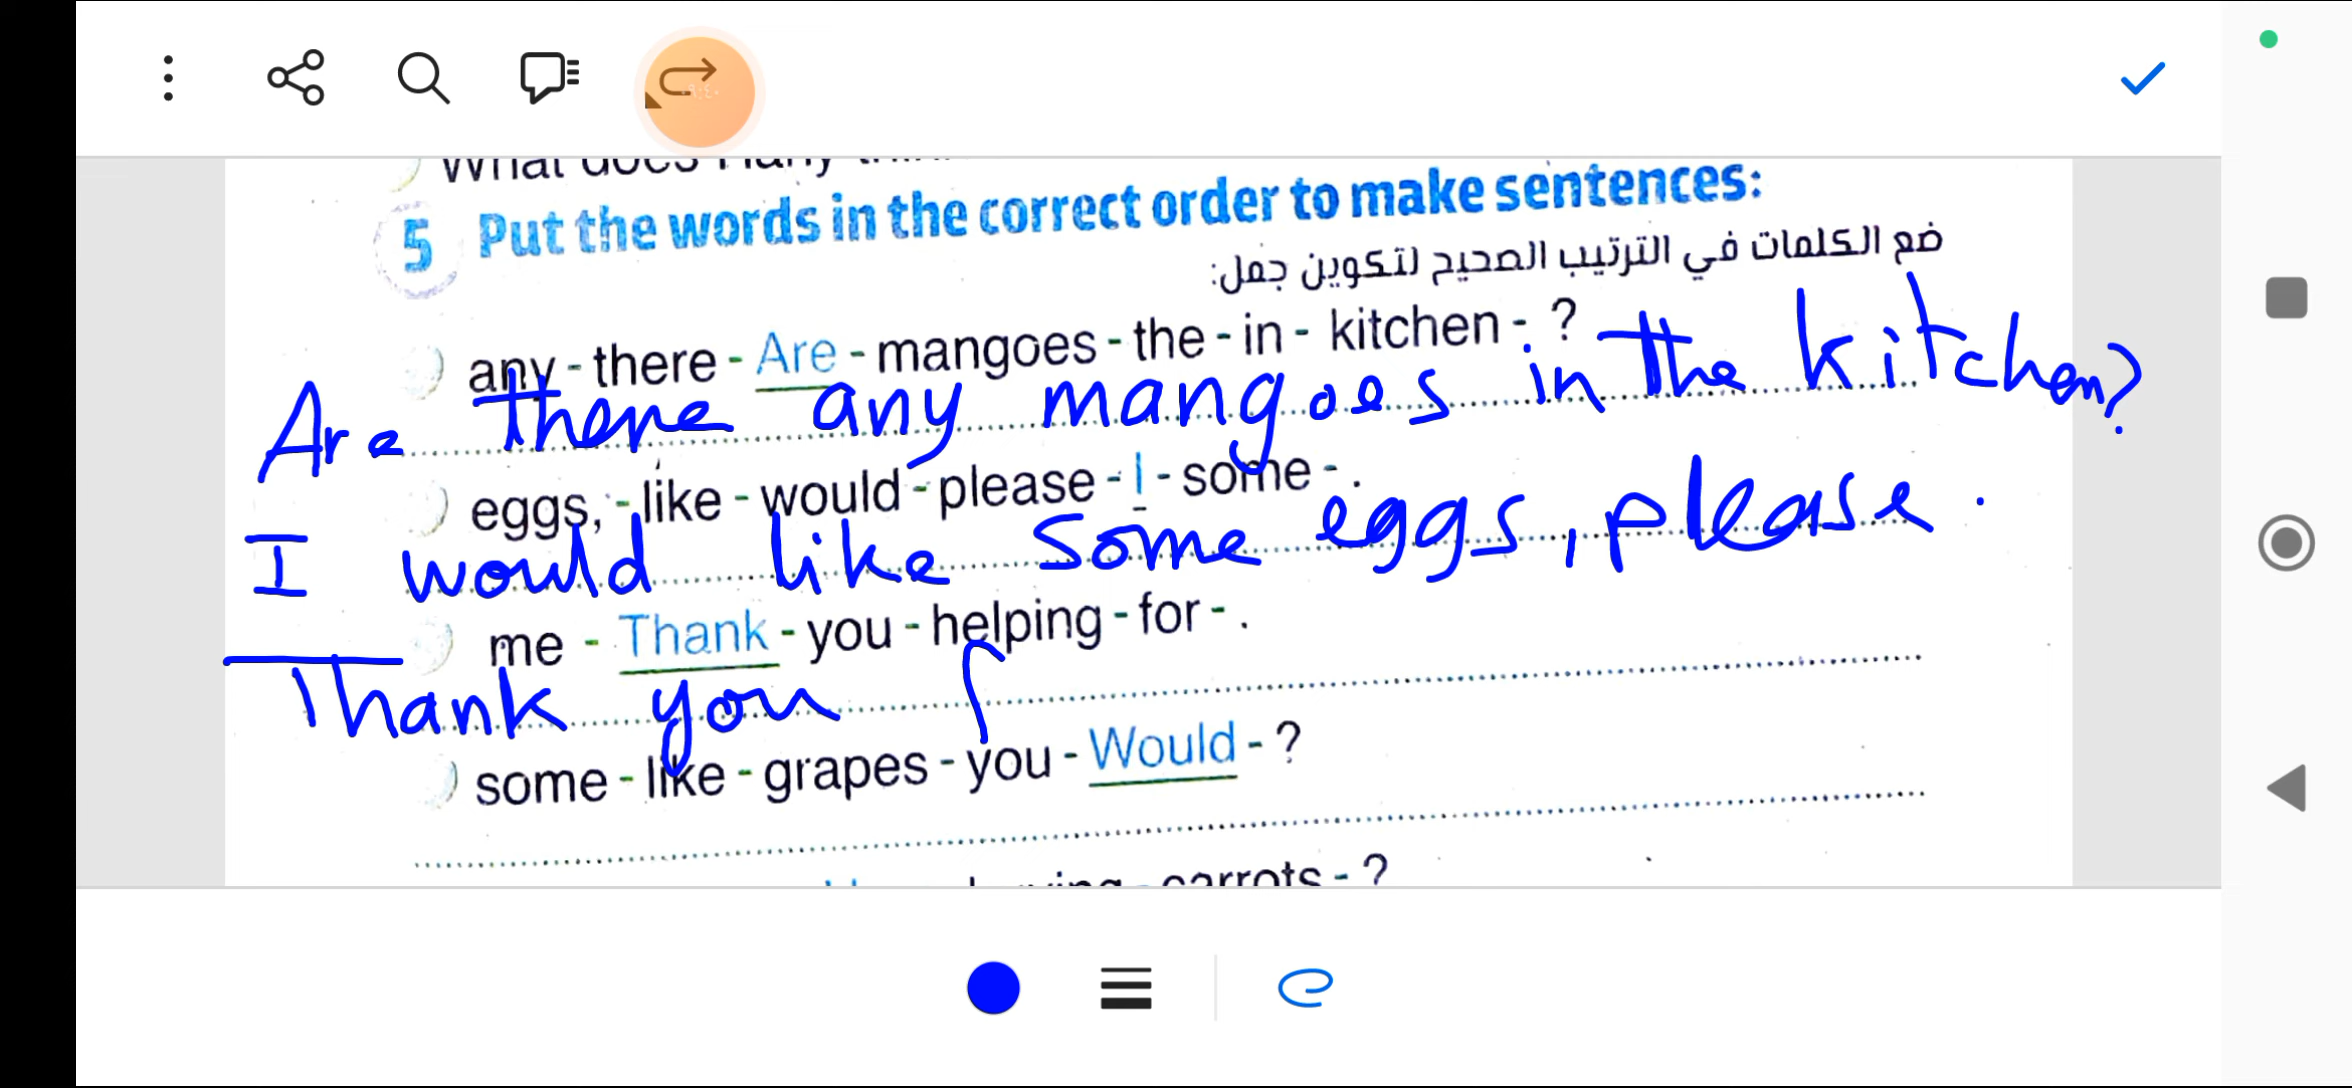 5 Put the words in the correct order to make sentences:
ضع الكلمات في الترتيب الصحيح لتكوين جمل:
any - there - Are - mangoes - the - in - kitchen - ?
Are there any mangoes in the kitchen?
eggs, - like - would - please - I - some - .
I would like some eggs, please.
me - Thank - you - helping - for - .
Thank you f
some - like - grapes - you - Would - ?
carrots - ?